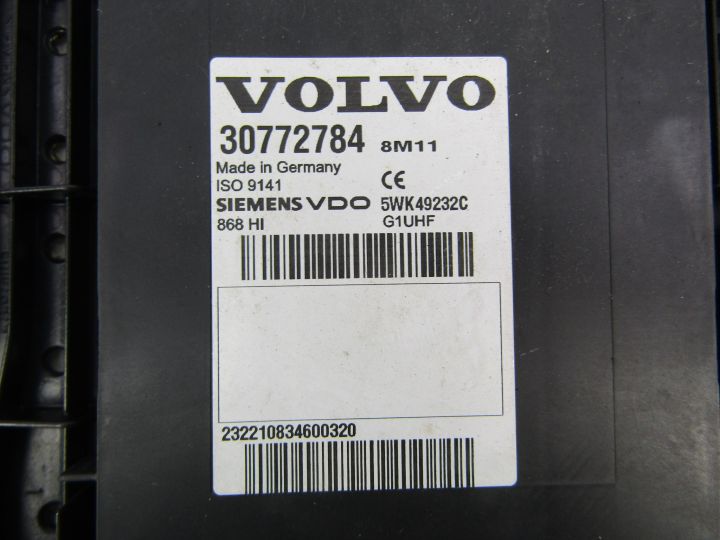 VOLVO
30772784 8M11
Made in Germany
ISO 9141 CE
SIEMENS VDO 5WK49232C
868 HI G1UHF
232210834600320